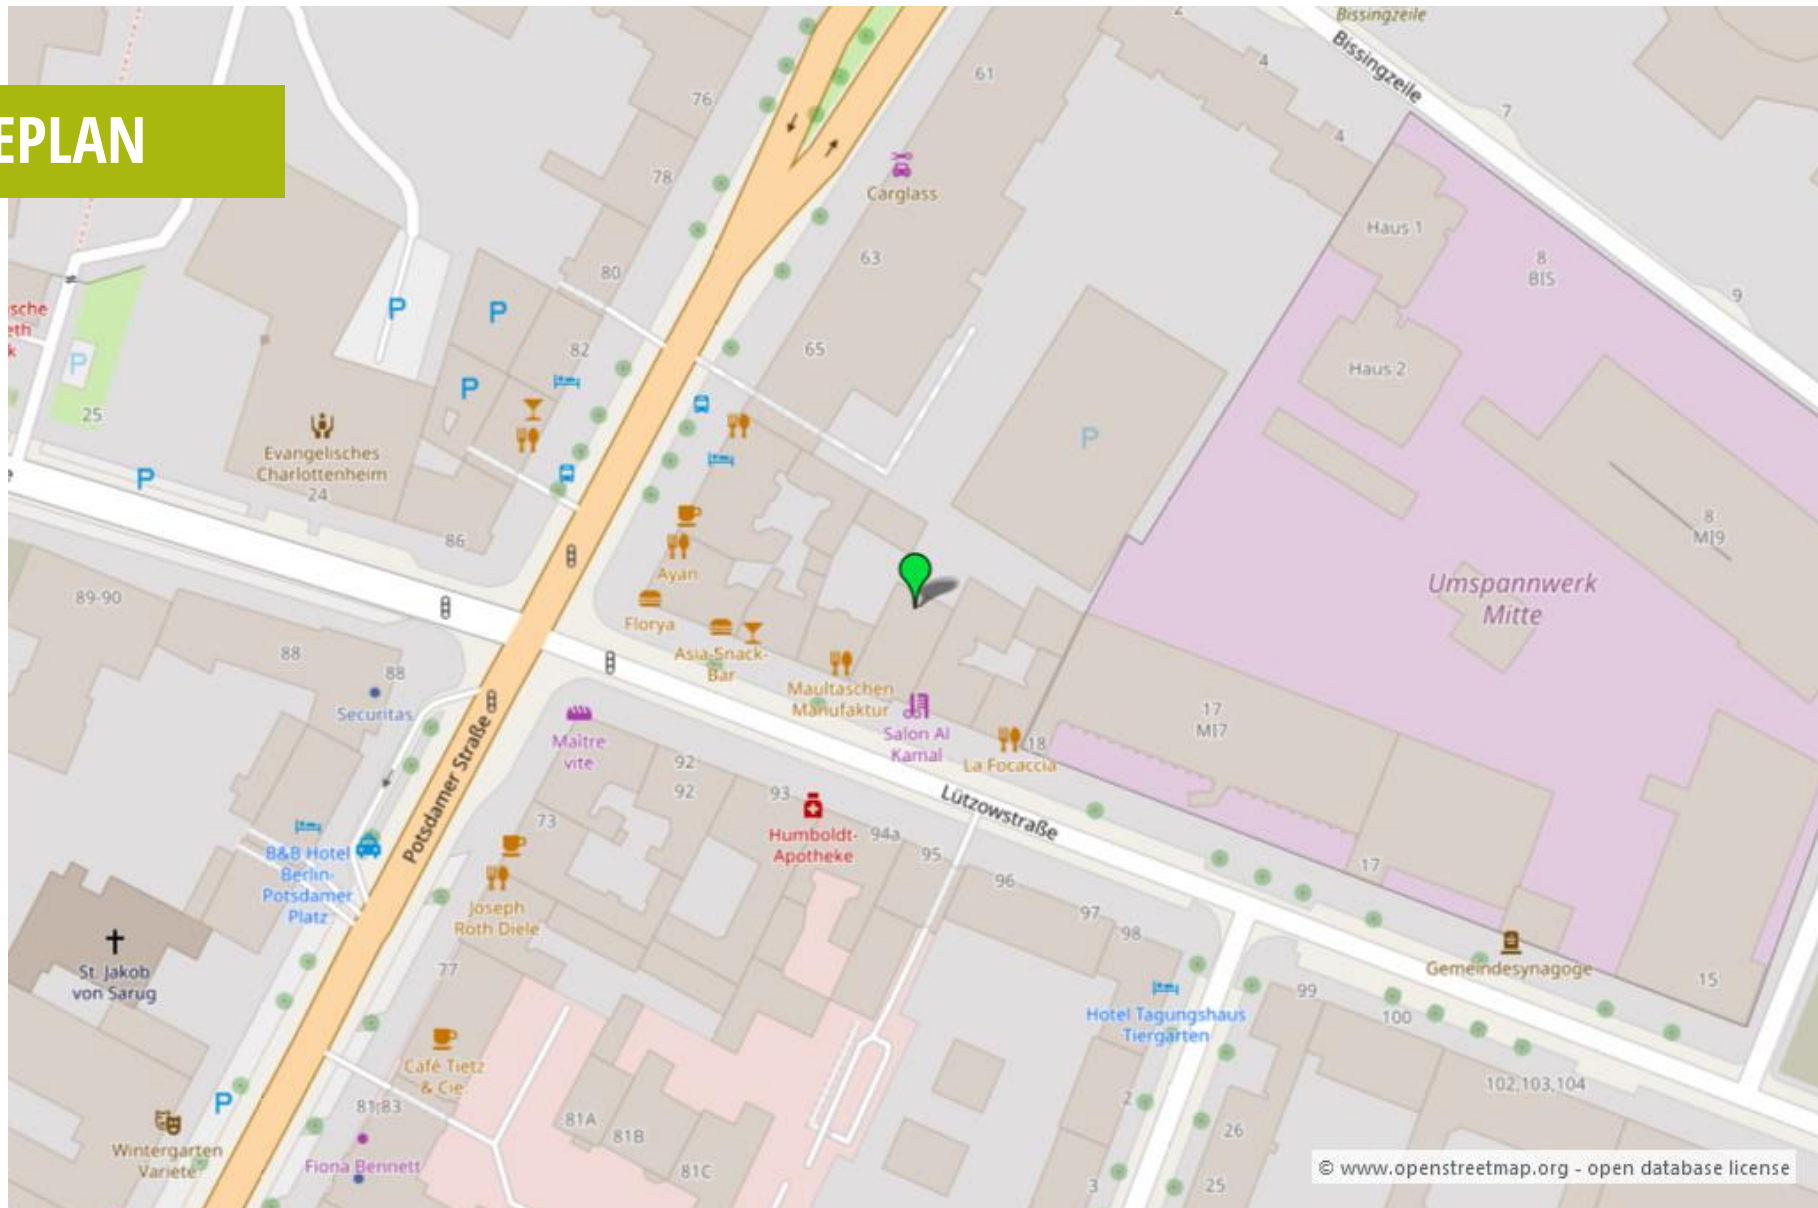 EPLAN
2
Bissingzeile
Bissingzeile
61
4
4
7
76
78
Carglass
Haus 1
8
BIS
9
63
80
sche
eth
k
P
P
P
P
82
65
Haus 2
25
P
P
Evangelisches
Charlottenheim
24
86
8
MI9
Umspannwerk
Mitte
Ayan
Florya
Asia-Snack-
Bar
Maultaschen
Manufaktur
Salon Al
Kamal
La Focaccia
18
17
MI7
89-90
88
88
Securitas
Potsdamer Straße
Maître
vite
92
92
93
Humboldt-
Apotheke
94a
95
Lützowstraße
96
17
73
B&B Hotel
Berlin-
Potsdamer
Platz
Joseph
Roth Diele
97
98
Gemeindesynagoge
15
St. Jakob
von Sarug
77
Hotel Tagungshaus
Tiergarten
99
100
Café Tietz
& Cie.
102,103,104
P
81;83
81A
81B
81C
2
26
Wintergarten
Varieté
Fiona Bennett
3
25
© www.openstreetmap.org - open database license